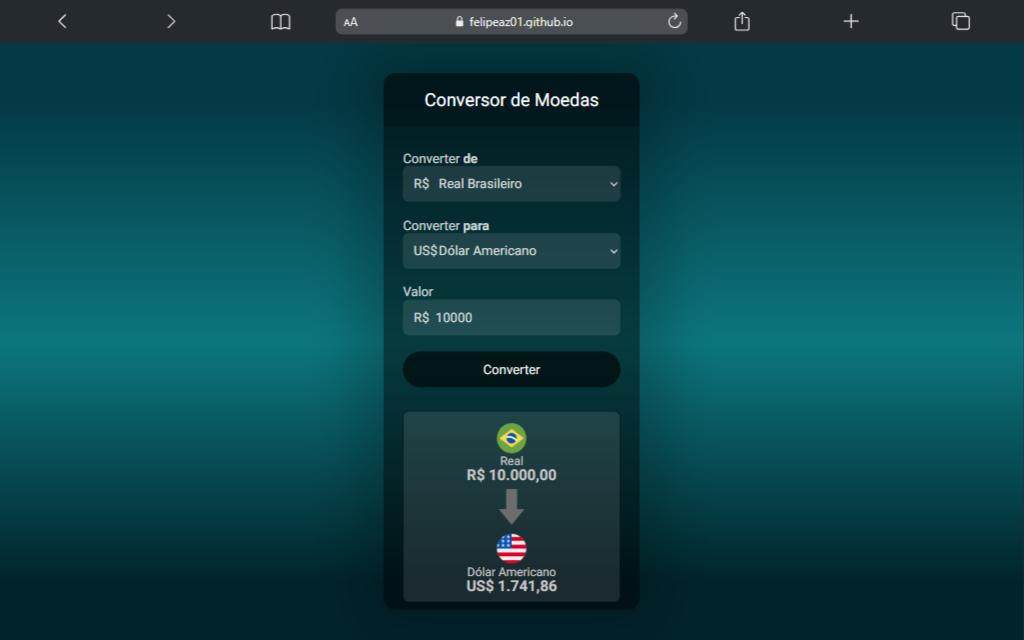 AA felipeaz01.github.io
Conversor de Moedas
Converter de
R$ Real Brasileiro
Converter para
US$Dólar Americano
Valor
R$ 10000
Converter
Real
R$ 10.000,00
Dólar Americano
US$ 1.741,86